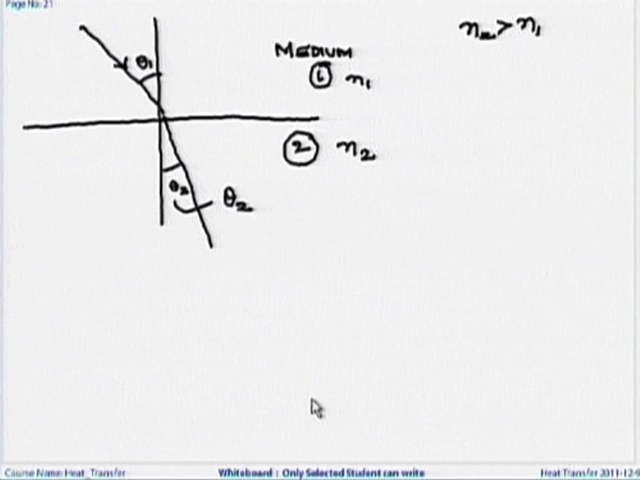 Page No: 21
n₂ > n₁
θ₁
MEDIUM
① n₁
② n₂
θ₂
θ₂
Course Name: Heat_Transfer
Whiteboard : Only Selected Student can write
Heat Transfer 2011-12-